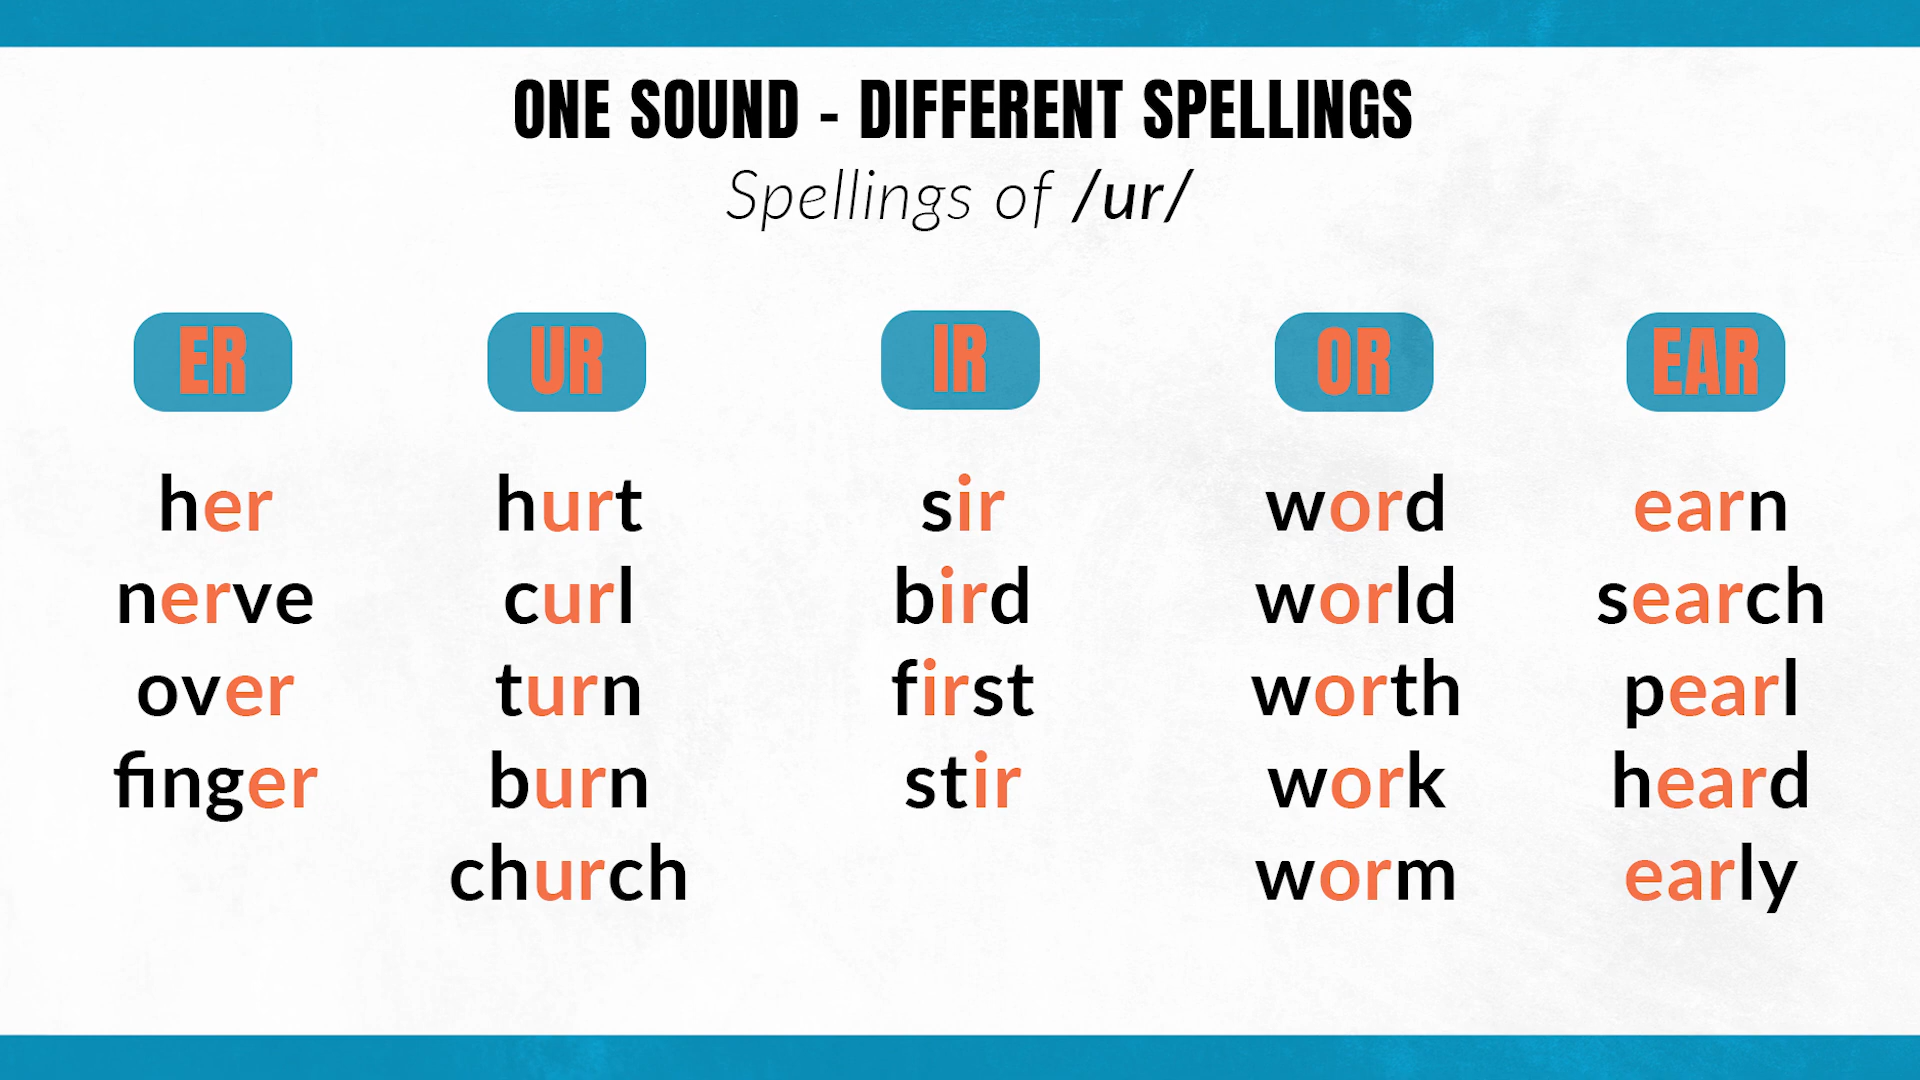 ONE SOUND - DIFFERENT SPELLINGS
Spellings of /ur/
ER UR IR OR EAR
her hurt sir word earn
nerve curl bird world search
over turn first worth pearl
finger burn stir work heard
church worm early